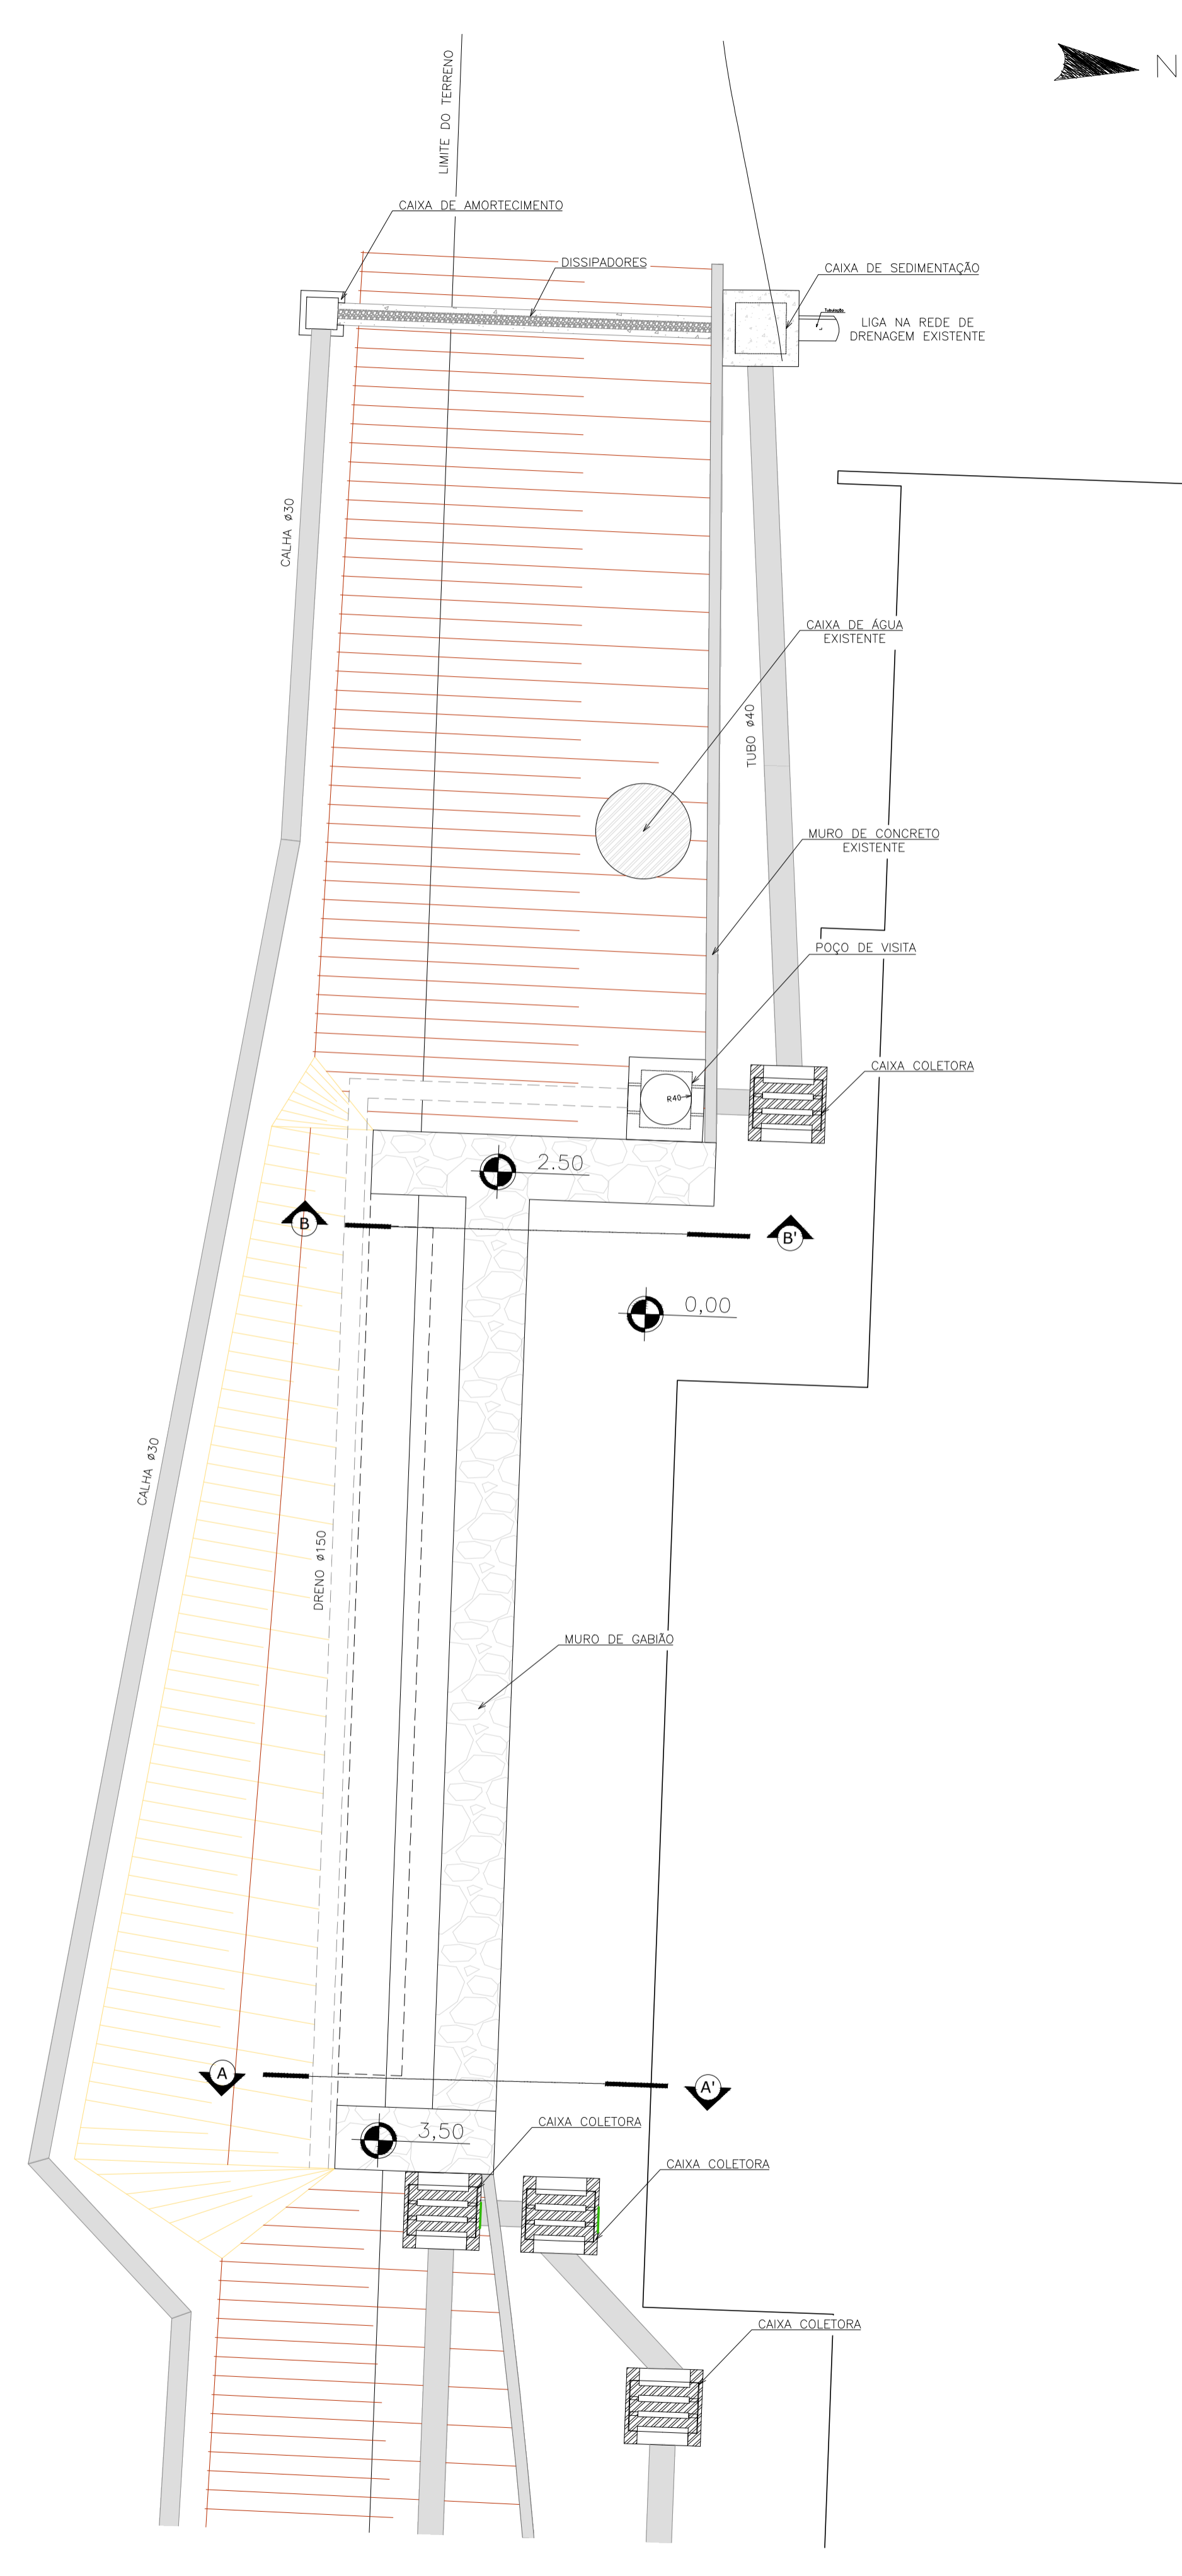 N
LIMITE DO TERRENO
CAIXA DE AMORTECIMENTO
DISSIPADORES
CAIXA DE SEDIMENTAÇÃO
Tubulação
LIGA NA REDE DE
DRENAGEM EXISTENTE
CALHA ø30
CAIXA DE ÁGUA
EXISTENTE
TUBO ø40
MURO DE CONCRETO
EXISTENTE
POÇO DE VISITA
CAIXA COLETORA
R40
2.50
B
B'
0,00
CALHA ø30
DRENO ø150
MURO DE GABIÃO
A
A'
3,50
CAIXA COLETORA
CAIXA COLETORA
CAIXA COLETORA